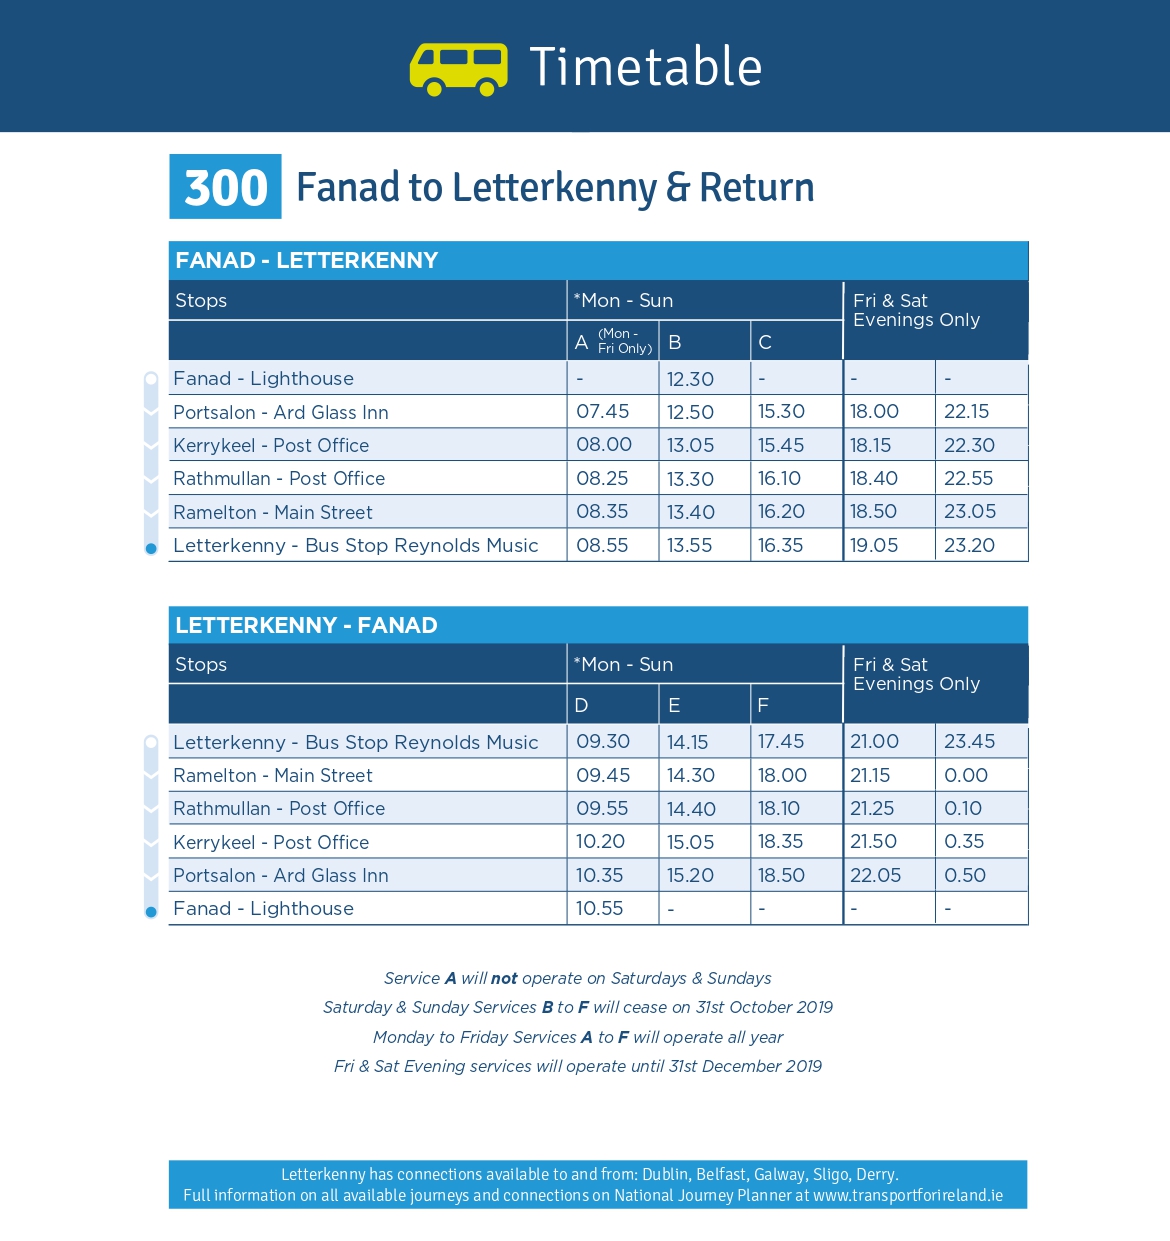 Timetable
300 Fanad to Letterkenny & Return
FANAD - LETTERKENNY
Stops *Mon - Sun Fri & Sat
Evenings Only
A (Mon - Fri Only) B C
Fanad - Lighthouse - 12.30 - - -
Portsalon - Ard Glass Inn 07.45 12.50 15.30 18.00 22.15
Kerrykeel - Post Office 08.00 13.05 15.45 18.15 22.30
Rathmullan - Post Office 08.25 13.30 16.10 18.40 22.55
Ramelton - Main Street 08.35 13.40 16.20 18.50 23.05
Letterkenny - Bus Stop Reynolds Music 08.55 13.55 16.35 19.05 23.20
LETTERKENNY - FANAD
Stops *Mon - Sun Fri & Sat
Evenings Only
D E F
Letterkenny - Bus Stop Reynolds Music 09.30 14.15 17.45 21.00 23.45
Ramelton - Main Street 09.45 14.30 18.00 21.15 0.00
Rathmullan - Post Office 09.55 14.40 18.10 21.25 0.10
Kerrykeel - Post Office 10.20 15.05 18.35 21.50 0.35
Portsalon - Ard Glass Inn 10.35 15.20 18.50 22.05 0.50
Fanad - Lighthouse 10.55 - - - -
Service A will not operate on Saturdays & Sundays
Saturday & Sunday Services B to F will cease on 31st October 2019
Monday to Friday Services A to F will operate all year
Fri & Sat Evening services will operate until 31st December 2019
Letterkenny has connections available to and from: Dublin, Belfast, Galway, Sligo, Derry.
Full information on all available journeys and connections on National Journey Planner at www.transportforireland.ie